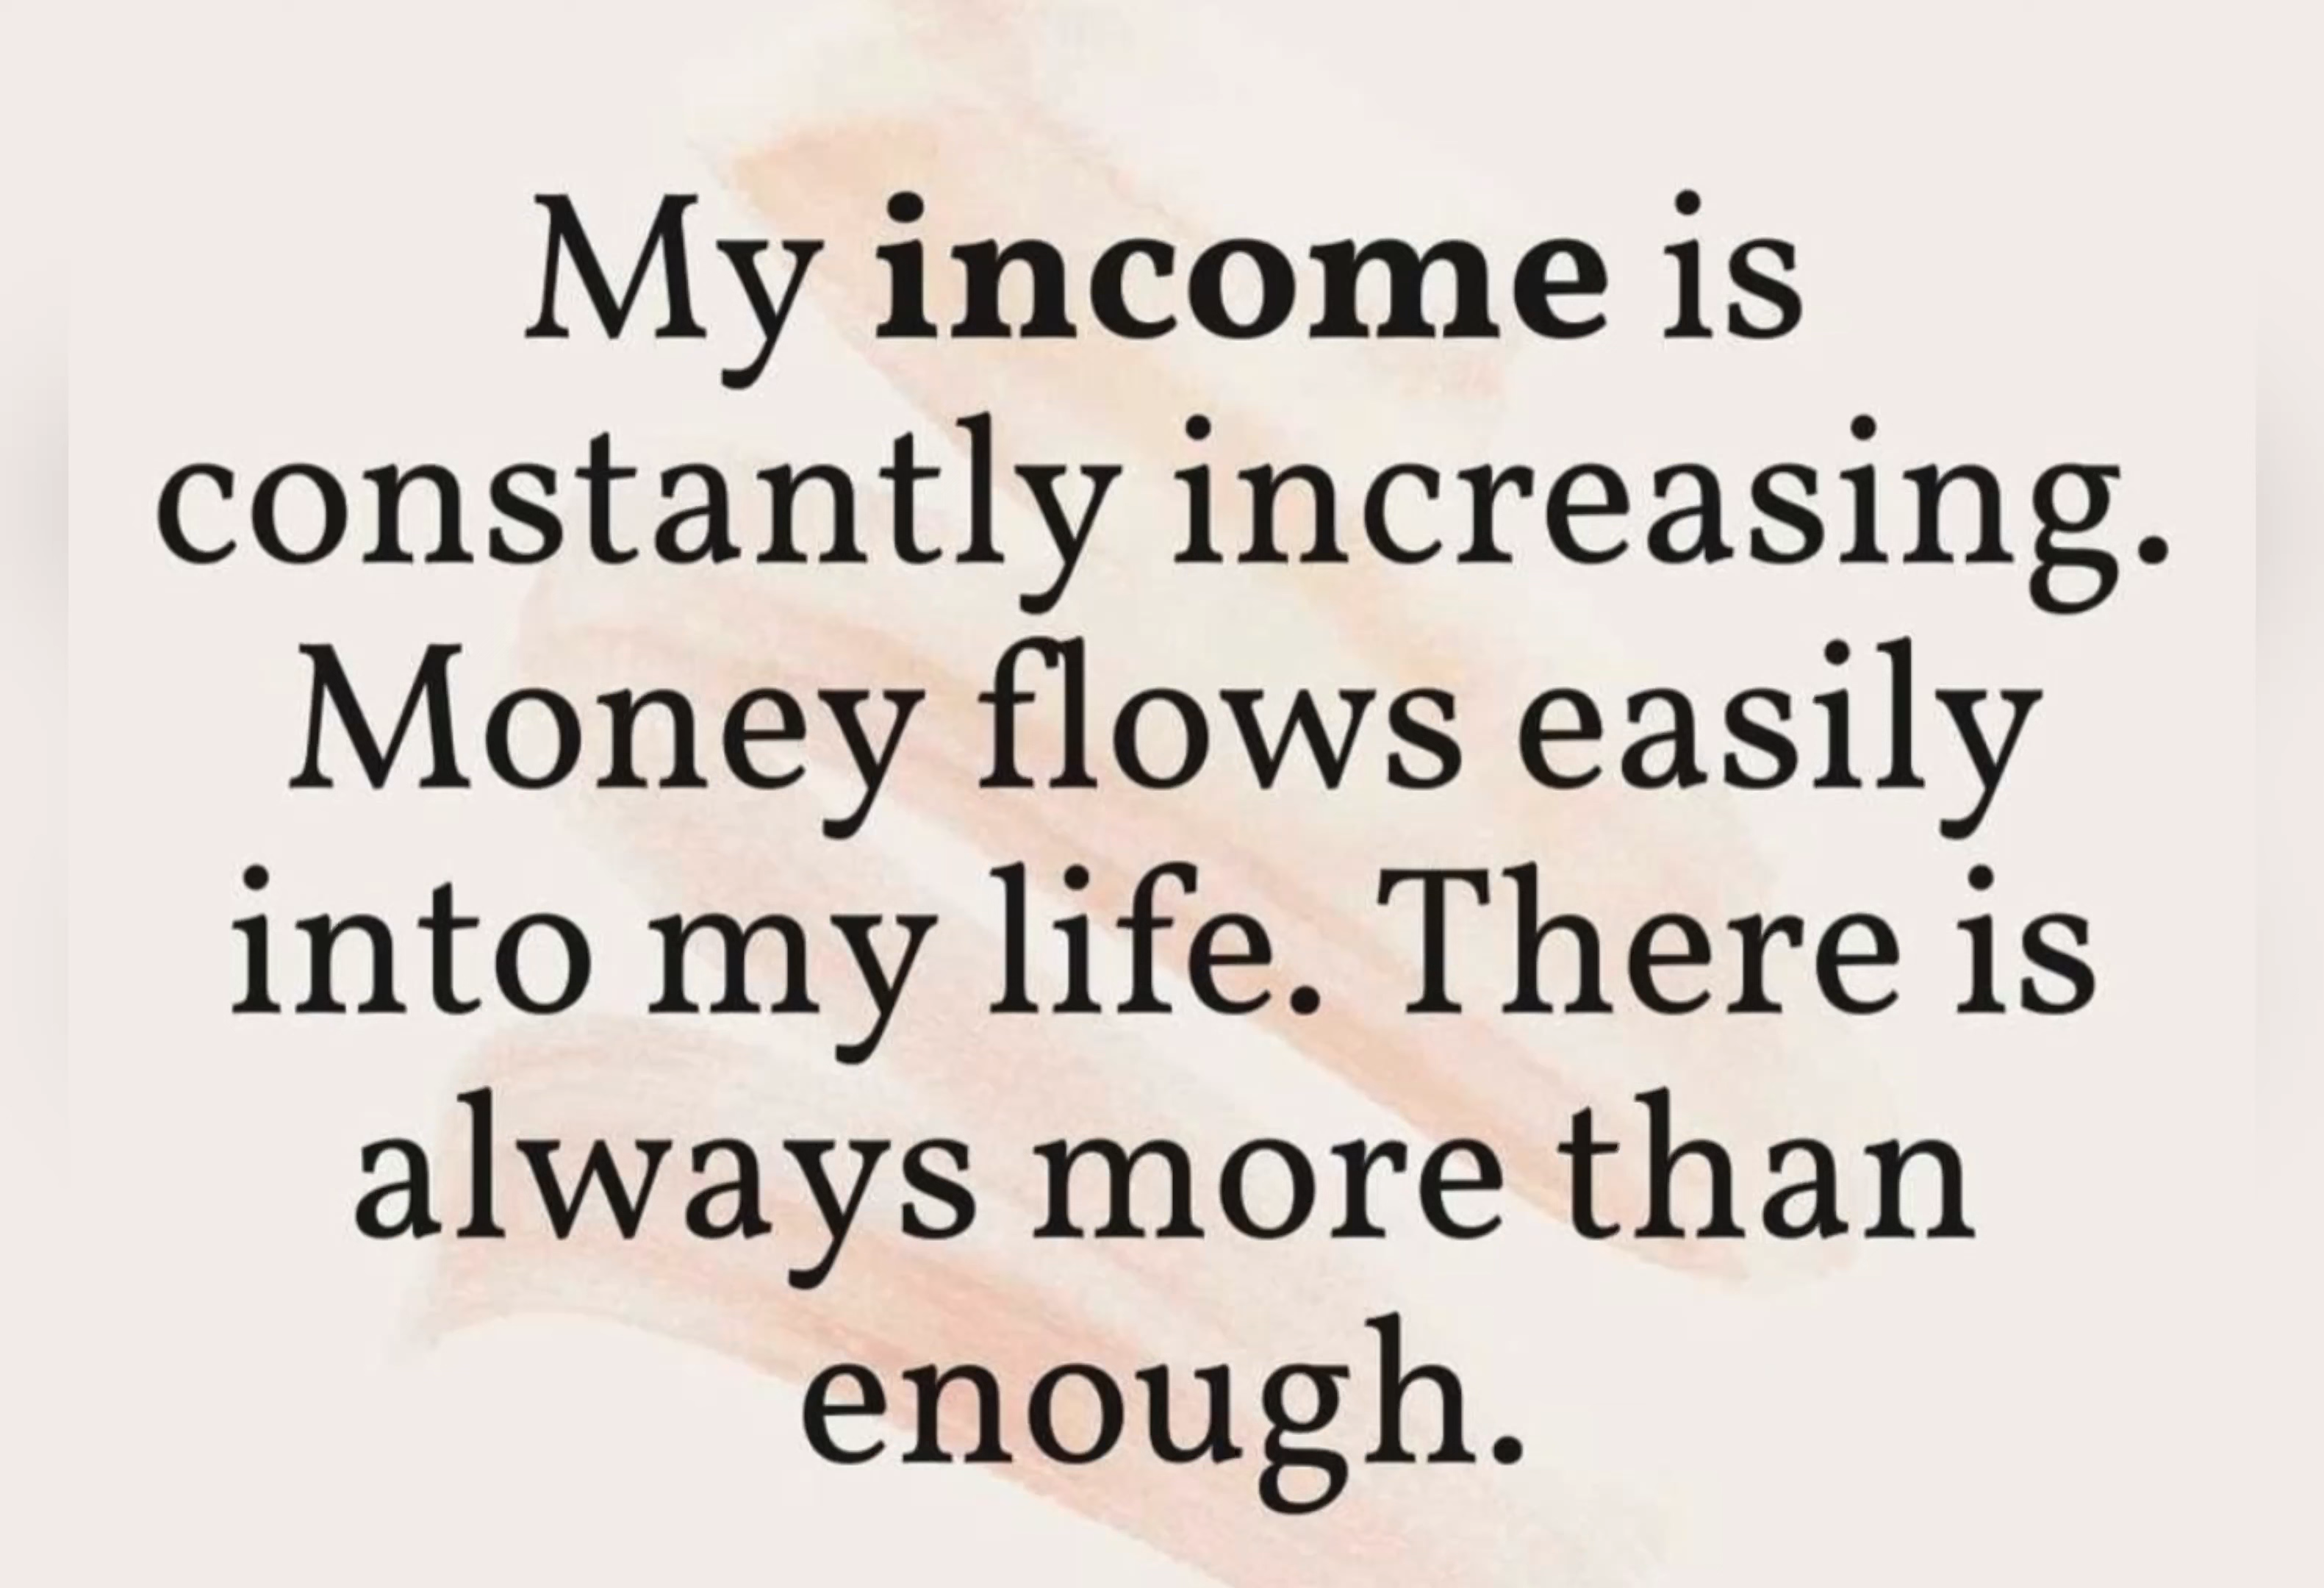 My income is
constantly increasing.
Money flows easily
into my life. There is
always more than
enough.